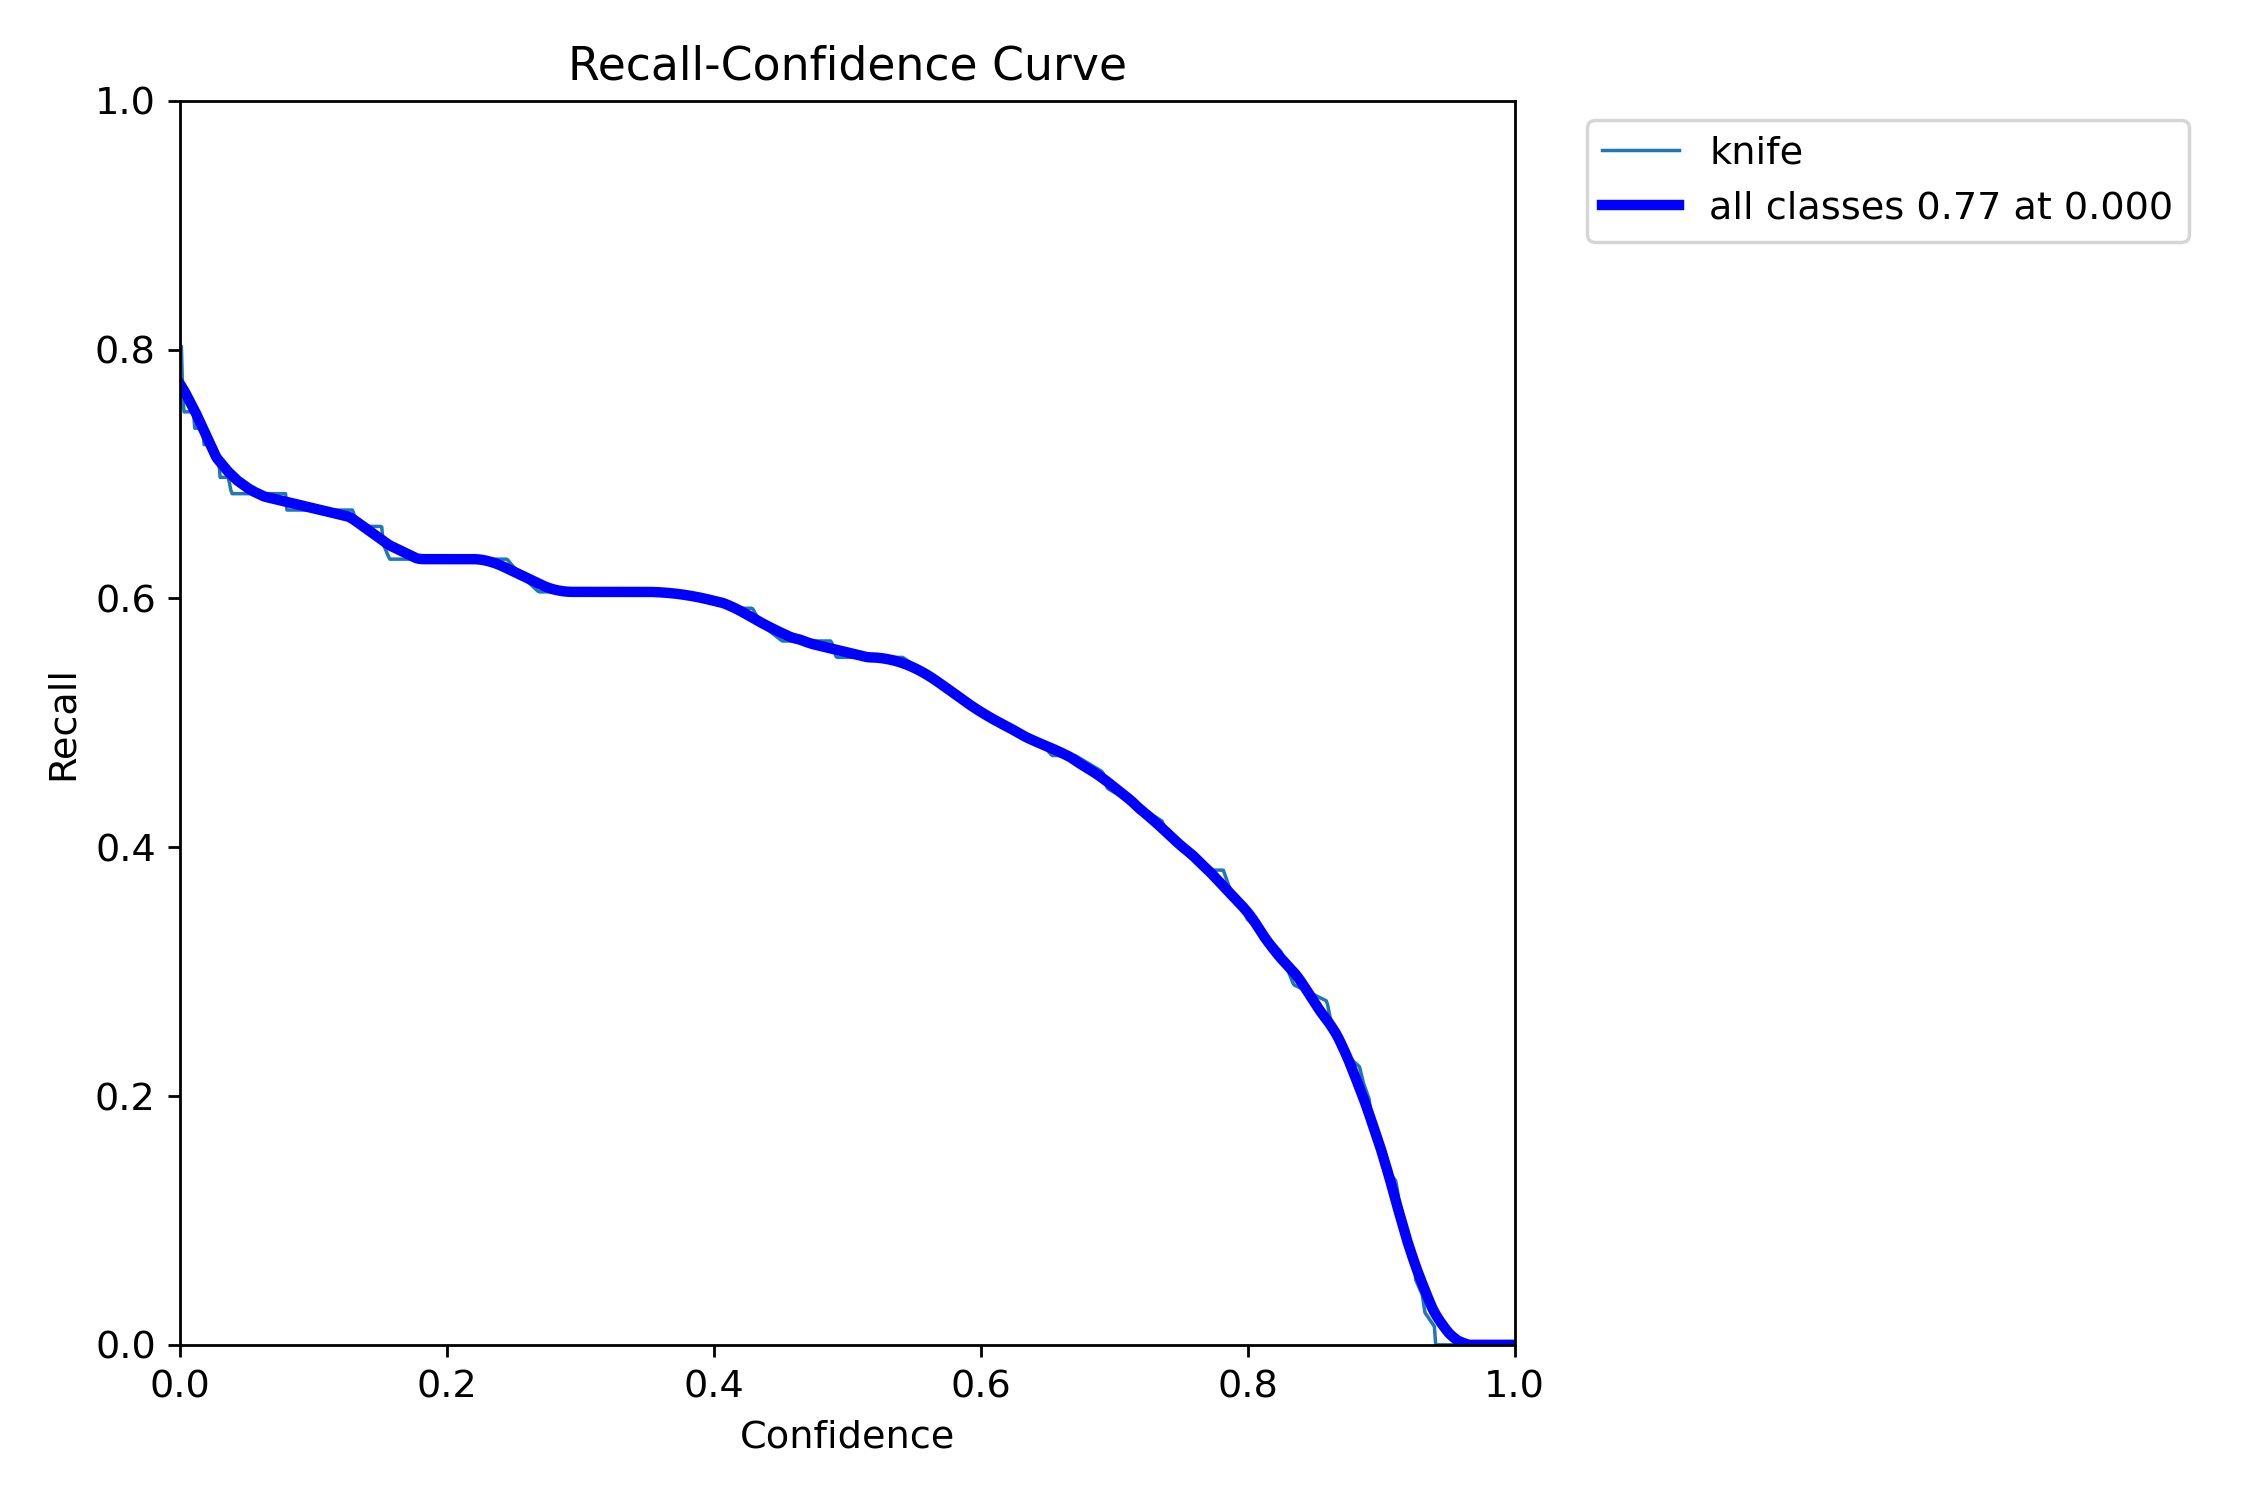 Recall-Confidence Curve
1.0
0.8
0.6
0.4
0.2
0.0
Recall
0.0 0.2 0.4 0.6 0.8 1.0
Confidence
knife
all classes 0.77 at 0.000